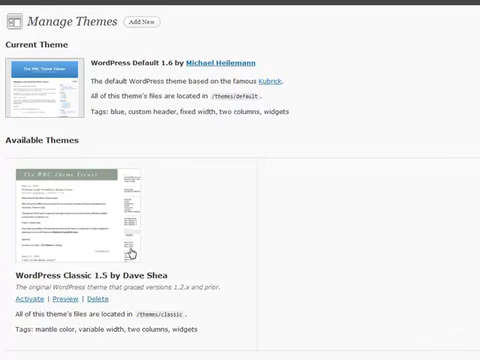 Manage Themes Add New
Current Theme
WordPress Default 1.6 by Michael Heilemann
The default WordPress theme based on the famous Kubrick.
All of this theme's files are located in /themes/default.
Tags: blue, custom header, fixed width, two columns, widgets
Available Themes
The WBC Theme Viewer
WordPress Classic 1.5 by Dave Shea
The original WordPress theme that graced versions 1.2.x and prior.
Activate | Preview | Delete
All of this theme's files are located in /themes/classic.
Tags: mantle color, variable width, two columns, widgets